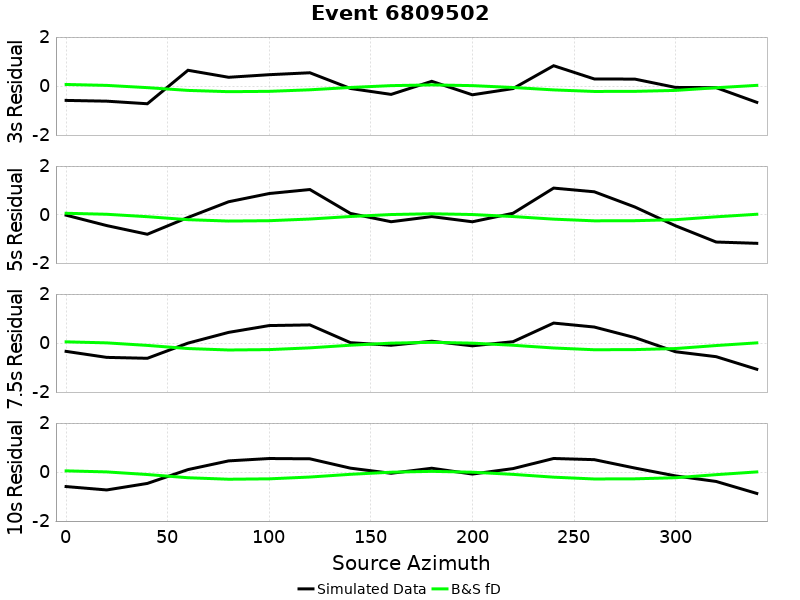 Event 6809502
3s Residual
2
0
-2
5s Residual
2
0
-2
7.5s Residual
2
0
-2
10s Residual
2
0
-2
0 50 100 150 200 250 300
Source Azimuth
Simulated Data B&S fD